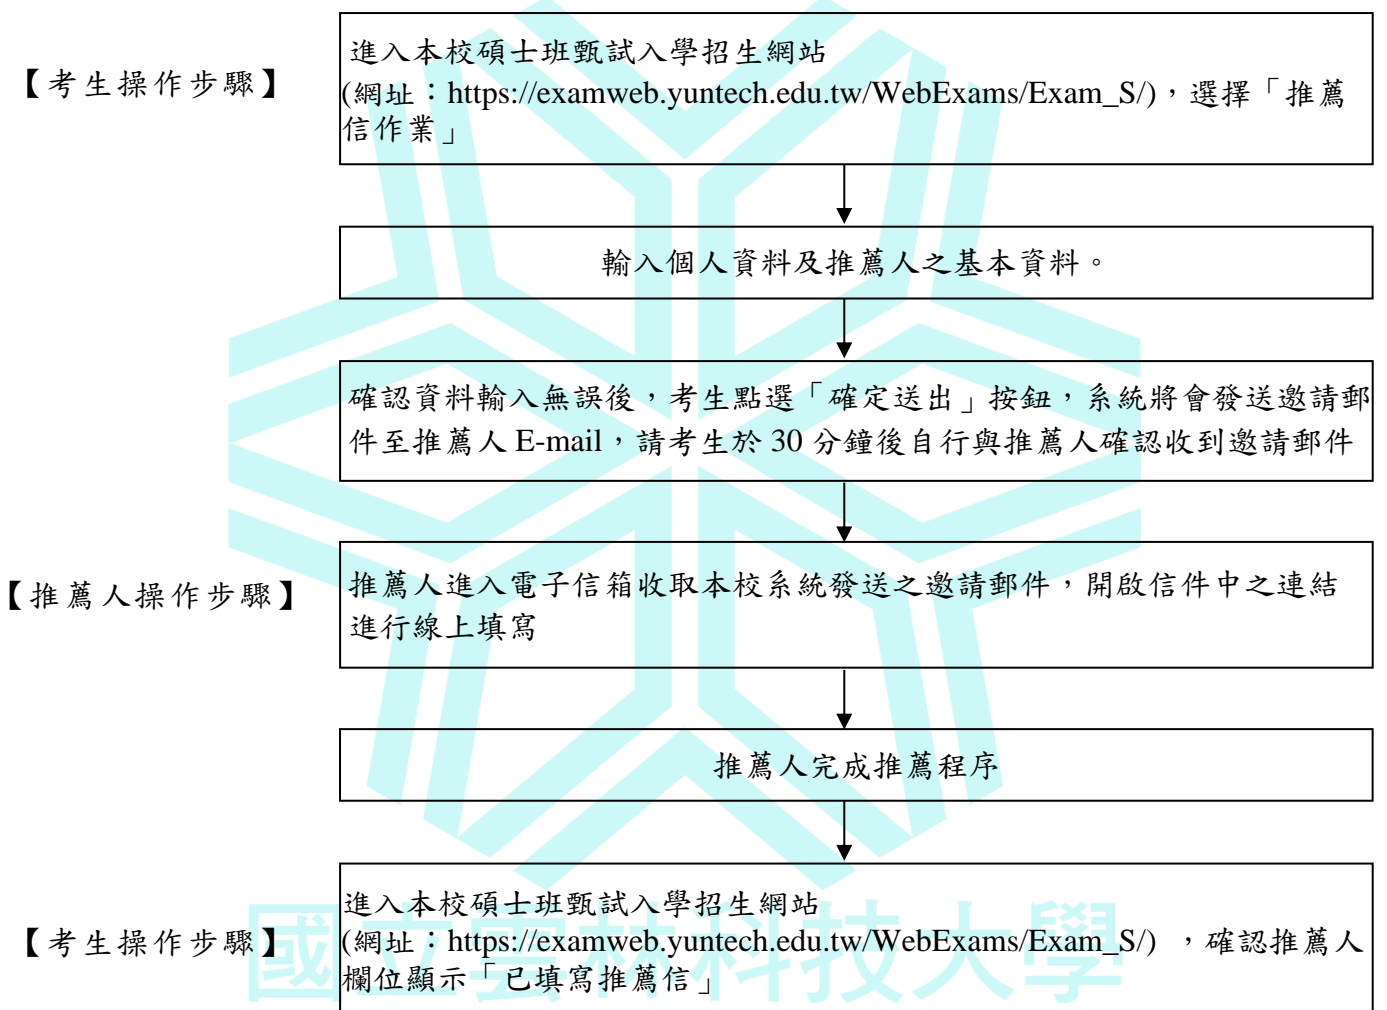 進入本校碩士班甄試入學招生網站
【考生操作步驟】
(網址：https://examweb.yuntech.edu.tw/WebExams/Exam_S/)，選擇「推薦
信作業」
輸入個人資料及推薦人之基本資料。
確認資料輸入無誤後，考生點選「確定送出」按鈕，系統將會發送邀請郵
件至推薦人 E-mail，請考生於 30 分鐘後自行與推薦人確認收到邀請郵件
【推薦人操作步驟】
推薦人進入電子信箱收取本校系統發送之邀請郵件，開啟信件中之連結
進行線上填寫
推薦人完成推薦程序
進入本校碩士班甄試入學招生網站
【考生操作步驟】
(網址：https://examweb.yuntech.edu.tw/WebExams/Exam_S/) ，確認推薦人
欄位顯示「已填寫推薦信」
國立雲林科技大學